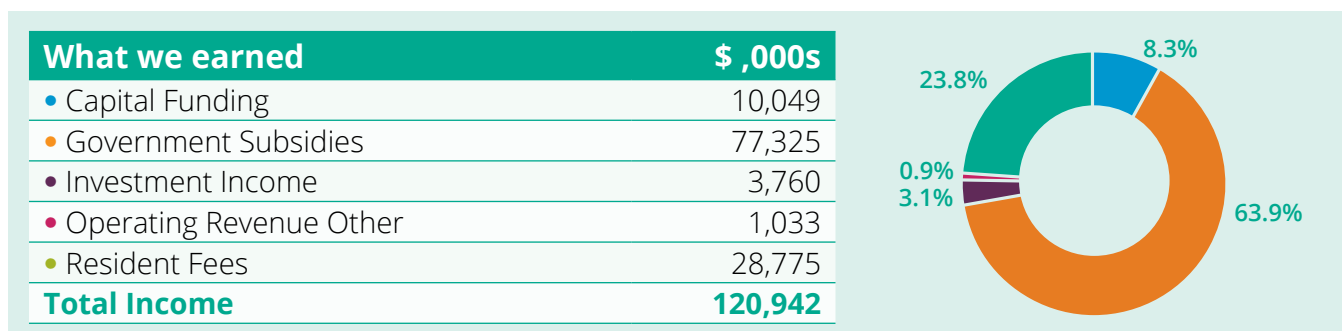 What we earned $ ,000s
• Capital Funding 10,049
• Government Subsidies 77,325
• Investment Income 3,760
• Operating Revenue Other 1,033
• Resident Fees 28,775
Total Income 120,942
8.3%
23.8%
0.9%
3.1%
63.9%